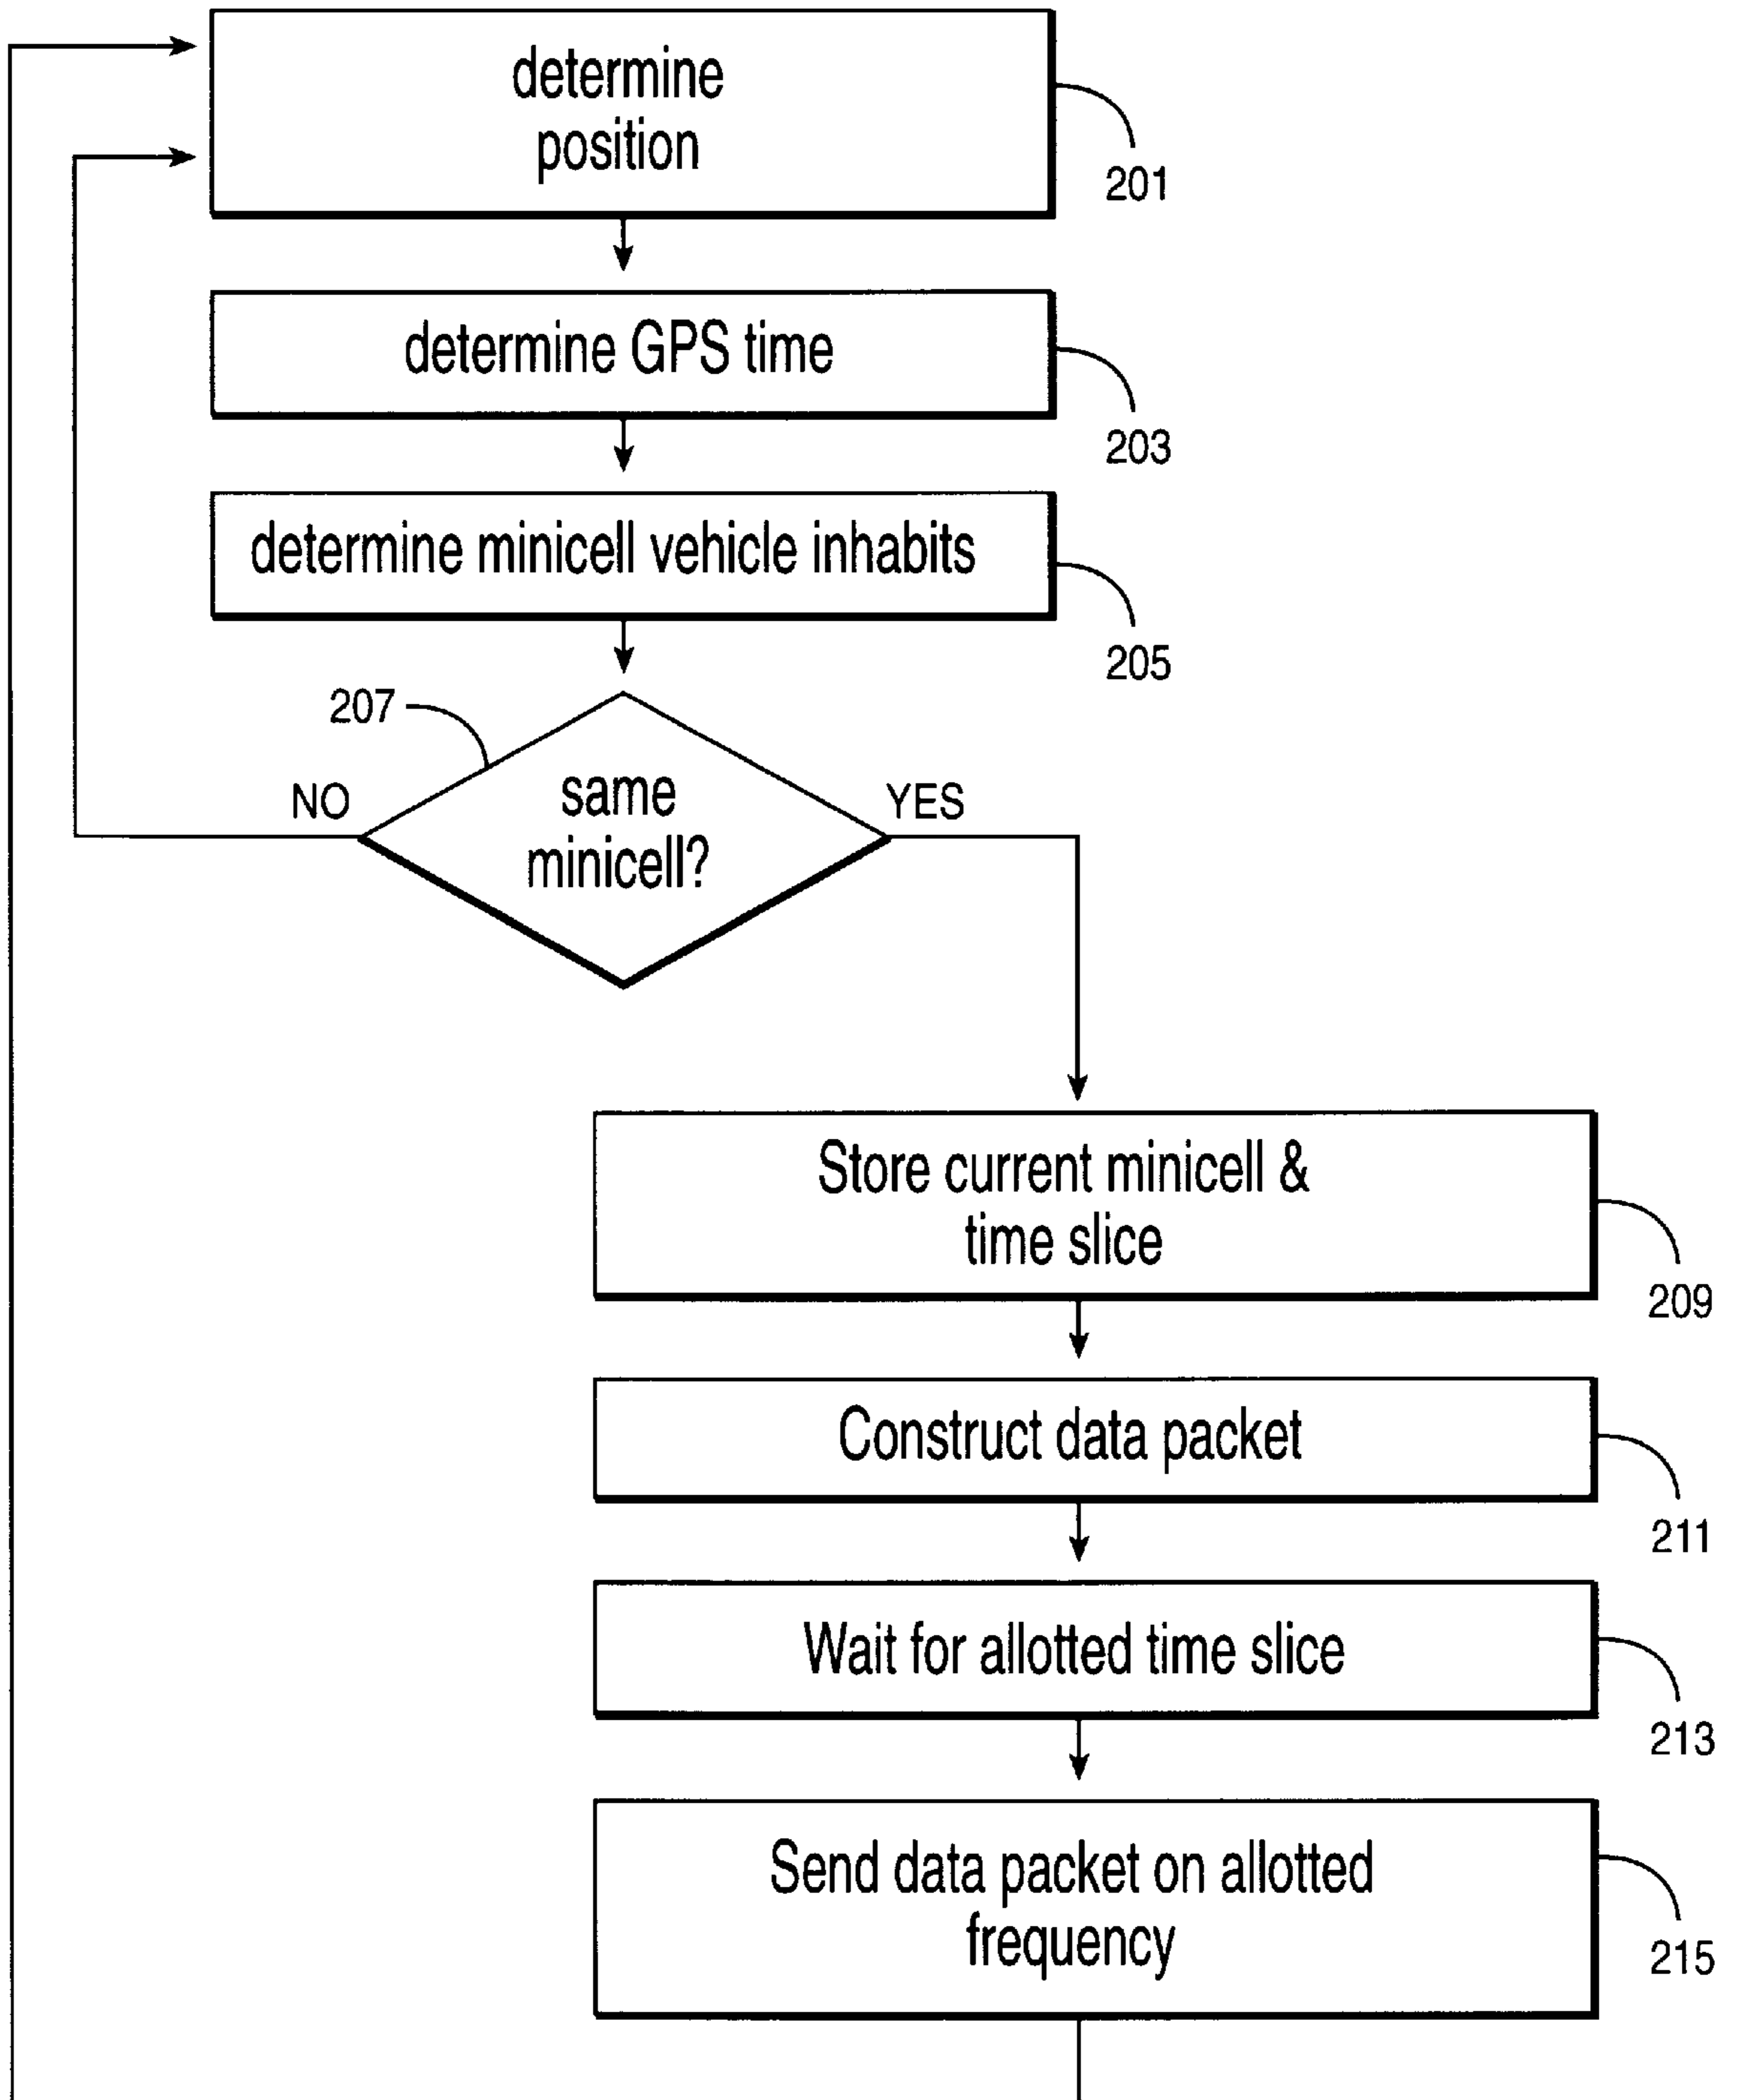 determine
position
201
determine GPS time
203
determine minicell vehicle inhabits
205
207
NO
same
minicell?
YES
Store current minicell &
time slice
209
Construct data packet
211
Wait for allotted time slice
213
Send data packet on allotted
frequency
215